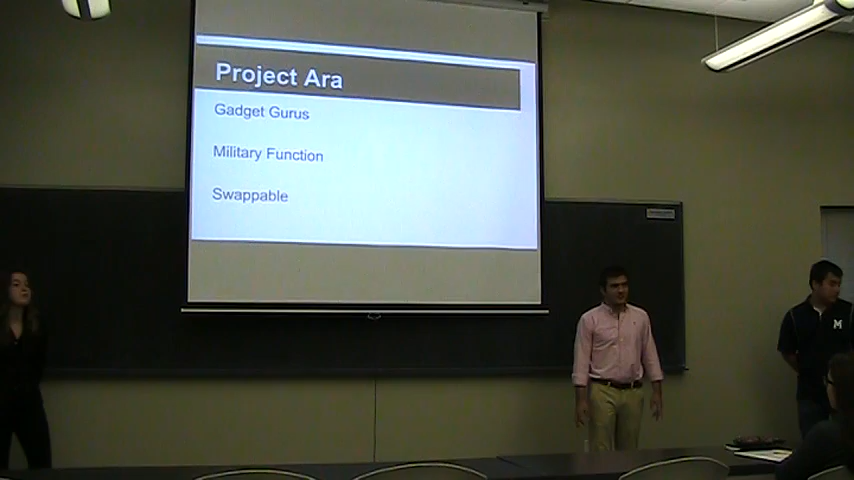 Project Ara
Gadget Gurus
Military Function
Swappable
M